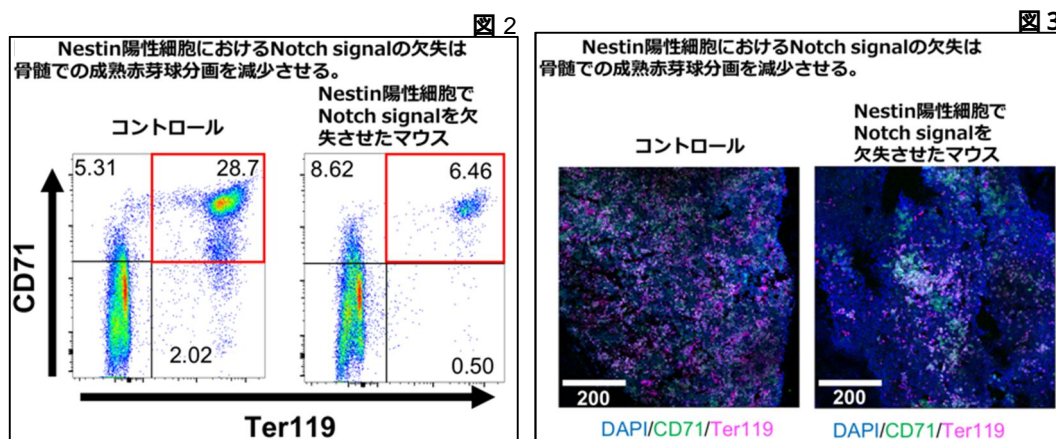 図 2
Nestin陽性細胞におけるNotch signalの欠失は
骨髄での成熟赤芽球分画を減少させる。
コントロール
Nestin陽性細胞で
Notch signalを欠
失させたマウス
5.31
28.7
2.02
8.62
6.46
0.50
CD71
Ter119
図 3
Nestin陽性細胞におけるNotch signalの欠失は
骨髄での成熟赤芽球分画を減少させる。
コントロール
Nestin陽性細胞で
Notch signalを
欠失させたマウス
200
200
DAPI/CD71/Ter119
DAPI/CD71/Ter119